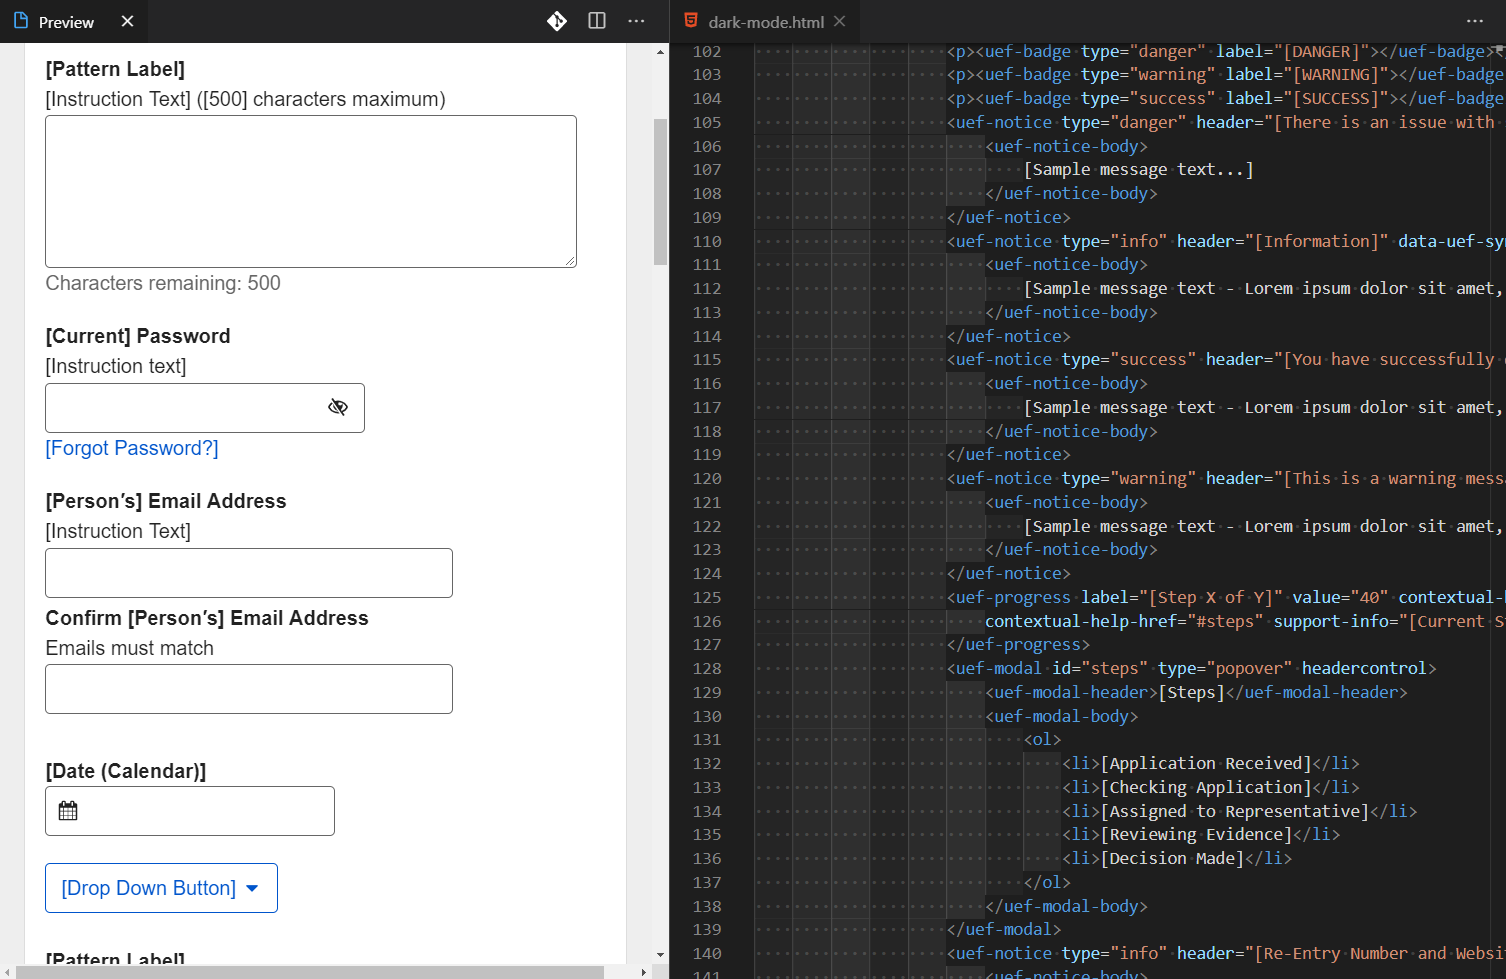 Preview
[Pattern Label]
[Instruction Text] ([500] characters maximum)
Characters remaining: 500
[Current] Password
[Instruction text]
[Forgot Password?]
[Person's] Email Address
[Instruction Text]
Confirm [Person's] Email Address
Emails must match
[Date (Calendar)]
[Drop Down Button]
[Pattern Label]
dark-mode.html
102 <p><uef-badge type="danger" label="[DANGER]"></uef-badge><
103 <p><uef-badge type="warning" label="[WARNING]"></uef-badge
104 <p><uef-badge type="success" label="[SUCCESS]"></uef-badge
105 <uef-notice type="danger" header="[There is an issue with
106 <uef-notice-body>
107 [Sample message text...]
108 </uef-notice-body>
109 </uef-notice>
110 <uef-notice type="info" header="[Information]" data-uef-sy
111 <uef-notice-body>
112 [Sample message text - Lorem ipsum dolor sit amet,
113 </uef-notice-body>
114 </uef-notice>
115 <uef-notice type="success" header="[You have successfully
116 <uef-notice-body>
117 [Sample message text - Lorem ipsum dolor sit amet,
118 </uef-notice-body>
119 </uef-notice>
120 <uef-notice type="warning" header="[This is a warning mess
121 <uef-notice-body>
122 [Sample message text - Lorem ipsum dolor sit amet,
123 </uef-notice-body>
124 </uef-notice>
125 <uef-progress label="[Step X of Y]" value="40" contextual-
126 contextual-help-href="#steps" support-info="[Current S
127 </uef-progress>
128 <uef-modal id="steps" type="popover" headercontrol>
129 <uef-modal-header>[Steps]</uef-modal-header>
130 <uef-modal-body>
131 <ol>
132 <li>[Application Received]</li>
133 <li>[Checking Application]</li>
134 <li>[Assigned to Representative]</li>
135 <li>[Reviewing Evidence]</li>
136 <li>[Decision Made]</li>
137 </ol>
138 </uef-modal-body>
139 </uef-modal>
140 <uef-notice type="info" header="[Re-Entry Number and Websi
141 <uef-notice-body>